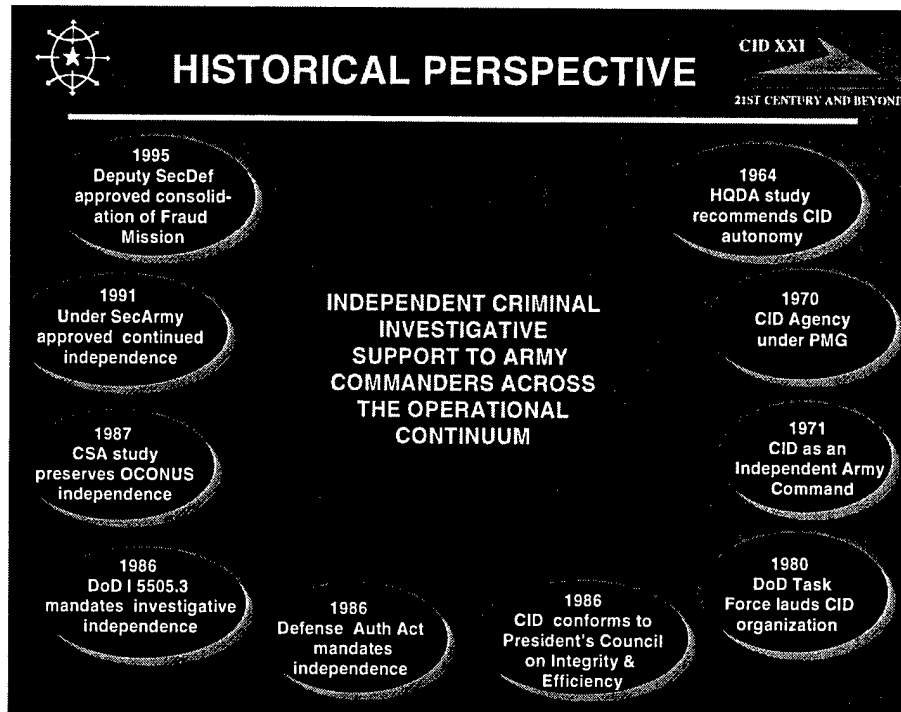 HISTORICAL PERSPECTIVE
CID XXI
21ST CENTURY AND BEYOND
1995
Deputy SecDef
approved consolid-
ation of Fraud
Mission
1964
HQDA study
recommends CID
autonomy
1991
Under SecArmy
approved continued
independence
INDEPENDENT CRIMINAL
INVESTIGATIVE
SUPPORT TO ARMY
COMMANDERS ACROSS
THE OPERATIONAL
CONTINUUM
1970
CID Agency
under PMG
1987
CSA study
preserves OCONUS
independence
1971
CID as an
Independent Army
Command
1986
DoD I 5505.3
mandates investigative
independence
1986
Defense Auth Act
mandates
independence
1986
CID conforms to
President's Council
on Integrity &
Efficiency
1980
DoD Task
Force lauds CID
organization